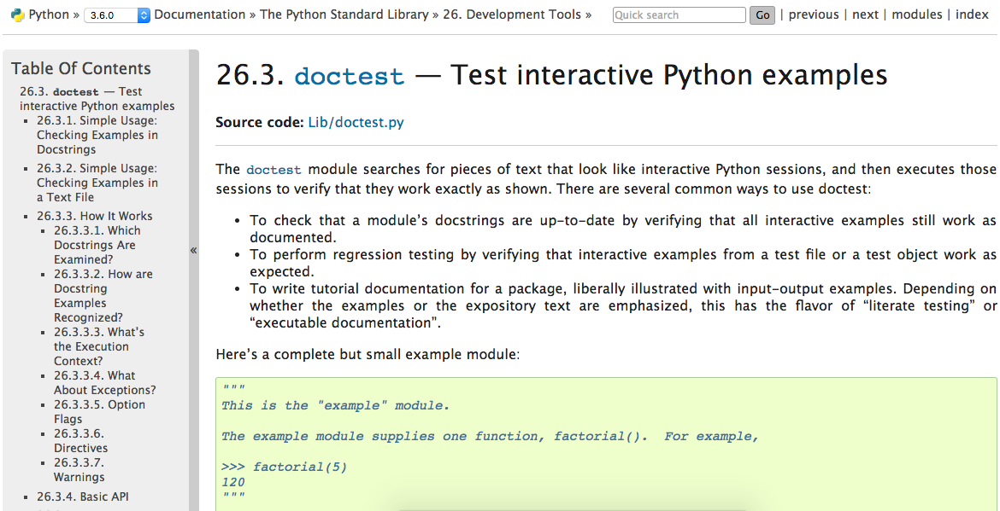 Python » 3.6.0 Documentation » The Python Standard Library » 26. Development Tools » Quick search Go | previous | next | modules | index
Table Of Contents
26.3. doctest — Test
interactive Python examples
26.3.1. Simple Usage:
Checking Examples in
Docstrings
26.3.2. Simple Usage:
Checking Examples in
a Text File
26.3.3. How It Works
26.3.3.1. Which
Docstrings Are
Examined?
26.3.3.2. How are
Docstring
Examples
Recognized?
26.3.3.3. What's
the Execution
Context?
26.3.3.4. What
About Exceptions?
26.3.3.5. Option
Flags
26.3.3.6.
Directives
26.3.3.7.
Warnings
26.3.4. Basic API
«
26.3. doctest — Test interactive Python examples
Source code: Lib/doctest.py
The doctest module searches for pieces of text that look like interactive Python sessions, and then executes those
sessions to verify that they work exactly as shown. There are several common ways to use doctest:
• To check that a module's docstrings are up-to-date by verifying that all interactive examples still work as
documented.
• To perform regression testing by verifying that interactive examples from a test file or a test object work as
expected.
• To write tutorial documentation for a package, liberally illustrated with input-output examples. Depending on
whether the examples or the expository text are emphasized, this has the flavor of “literate testing” or
“executable documentation”.
Here's a complete but small example module:
"""
This is the "example" module.
The example module supplies one function, factorial().  For example,
>>> factorial(5)
120
"""